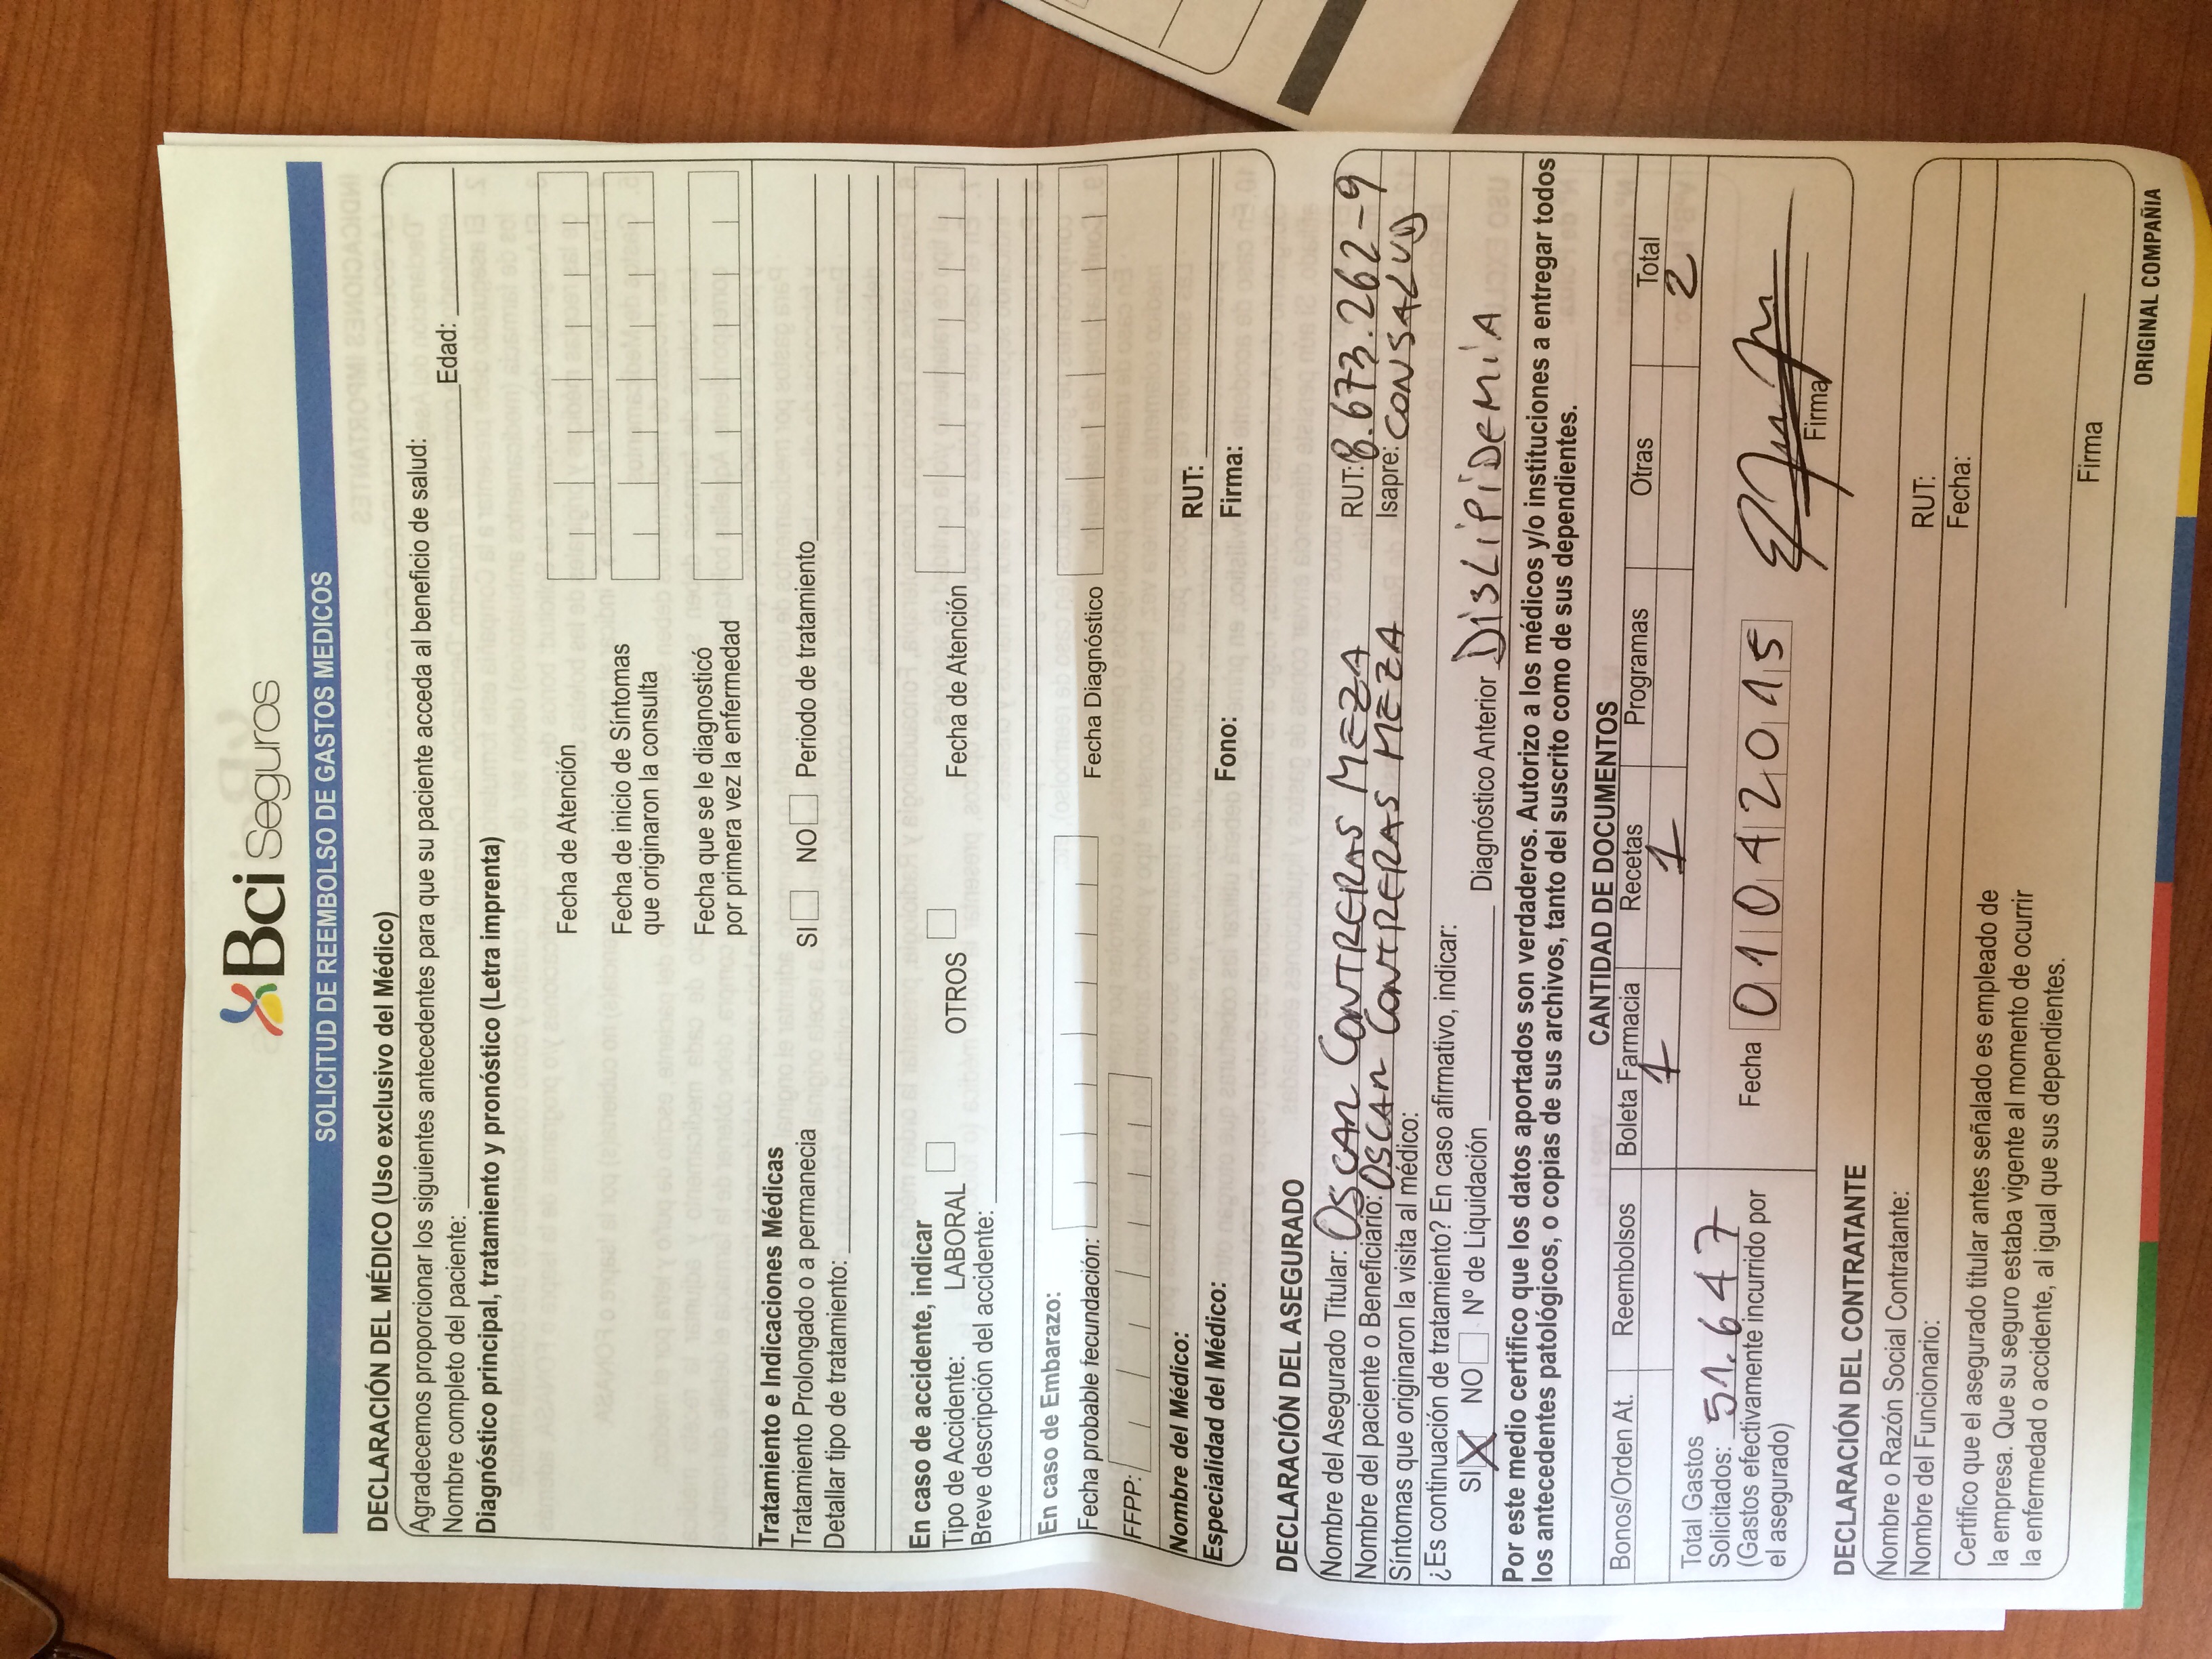 Bci Seguros
SOLICITUD DE REEMBOLSO DE GASTOS MEDICOS
DECLARACIÓN DEL MÉDICO (Uso exclusivo del Médico)
Agradecemos proporcionar los siguientes antecedentes para que su paciente acceda al beneficio de salud:
Nombre completo del paciente: Edad:
Diagnóstico principal, tratamiento y pronóstico (Letra imprenta)
Fecha de Atención
Fecha de inicio de Síntomas
que originaron la consulta
Fecha que se le diagnosticó
por primera vez la enfermedad
Tratamiento e Indicaciones Médicas
Tratamiento Prolongado o a permanecia SI NO Periodo de tratamiento
Detallar tipo de tratamiento:
En caso de accidente, indicar
Tipo de Accidente: LABORAL OTROS Fecha de Atención
Breve descripción del accidente:
En caso de Embarazo:
Fecha probable fecundación: Fecha Diagnóstico
FFPP:
Nombre del Médico: RUT:
Especialidad del Médico: Fono: Firma:
DECLARACIÓN DEL ASEGURADO
Nombre del Asegurado Titular: OSCAR CONTRERAS MEZA RUT: 8.673.262-9
Nombre del paciente o Beneficiario: OSCAR CONTRERAS MEZA Isapre: CONSALUD
Síntomas que originaron la visita al médico:
¿Es continuación de tratamiento? En caso afirmativo, indicar:
SI X NO Nº de Liquidación Diagnóstico Anterior DISLIPIDEMIA
Por este medio certifico que los datos aportados son verdaderos. Autorizo a los médicos y/o instituciones a entregar todos
los antecedentes patológicos, o copias de sus archivos, tanto del suscrito como de sus dependientes.
CANTIDAD DE DOCUMENTOS
Bonos/Orden At. Reembolsos Boleta Farmacia Recetas Programas Otras Total
1 1 2
Total Gastos
Solicitados: 51.647
(Gastos efectivamente incurrido por
el asegurado)
Fecha 01042015
Firma
DECLARACIÓN DEL CONTRATANTE
Nombre o Razón Social Contratante:
Nombre del Funcionario: RUT:
Fecha:
Certifico que el asegurado titular antes señalado es empleado de
la empresa. Que su seguro estaba vigente al momento de ocurrir
la enfermedad o accidente, al igual que sus dependientes.
Firma
ORIGINAL COMPAÑIA